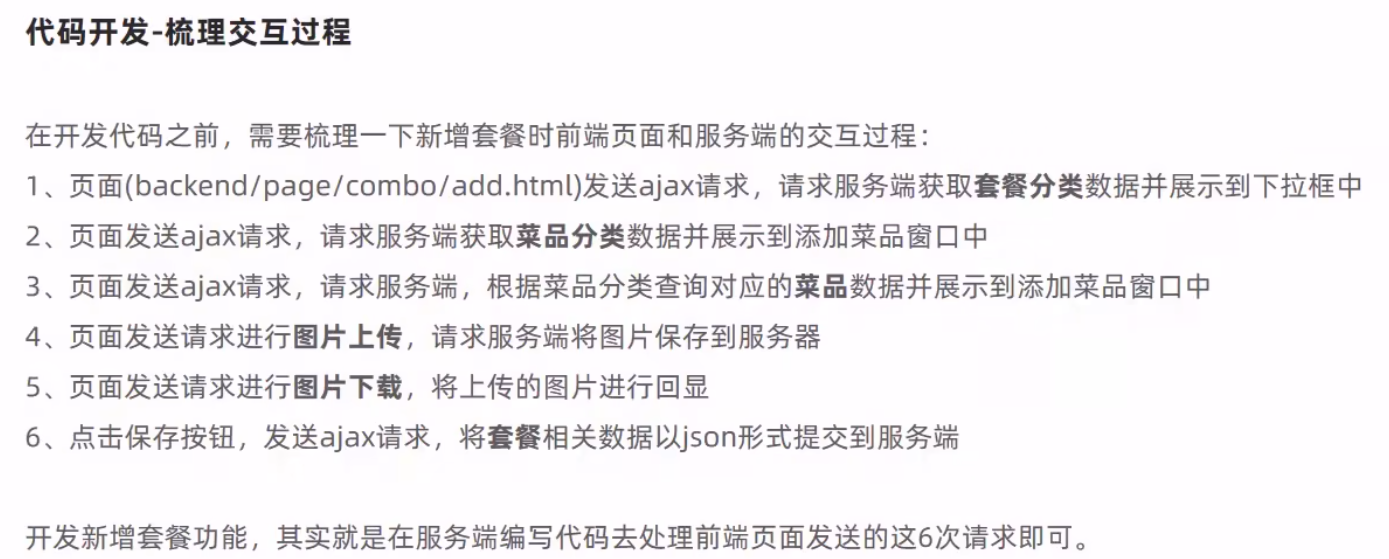 代码开发-梳理交互过程
在开发代码之前，需要梳理一下新增套餐时前端页面和服务端的交互过程：
1、页面(backend/page/combo/add.html)发送ajax请求，请求服务端获取套餐分类数据并展示到下拉框中
2、页面发送ajax请求，请求服务端获取菜品分类数据并展示到添加菜品窗口中
3、页面发送ajax请求，请求服务端，根据菜品分类查询对应的菜品数据并展示到添加菜品窗口中
4、页面发送请求进行图片上传，请求服务端将图片保存到服务器
5、页面发送请求进行图片下载，将上传的图片进行回显
6、点击保存按钮，发送ajax请求，将套餐相关数据以json形式提交到服务端
开发新增套餐功能，其实就是在服务端编写代码去处理前端页面发送的这6次请求即可。